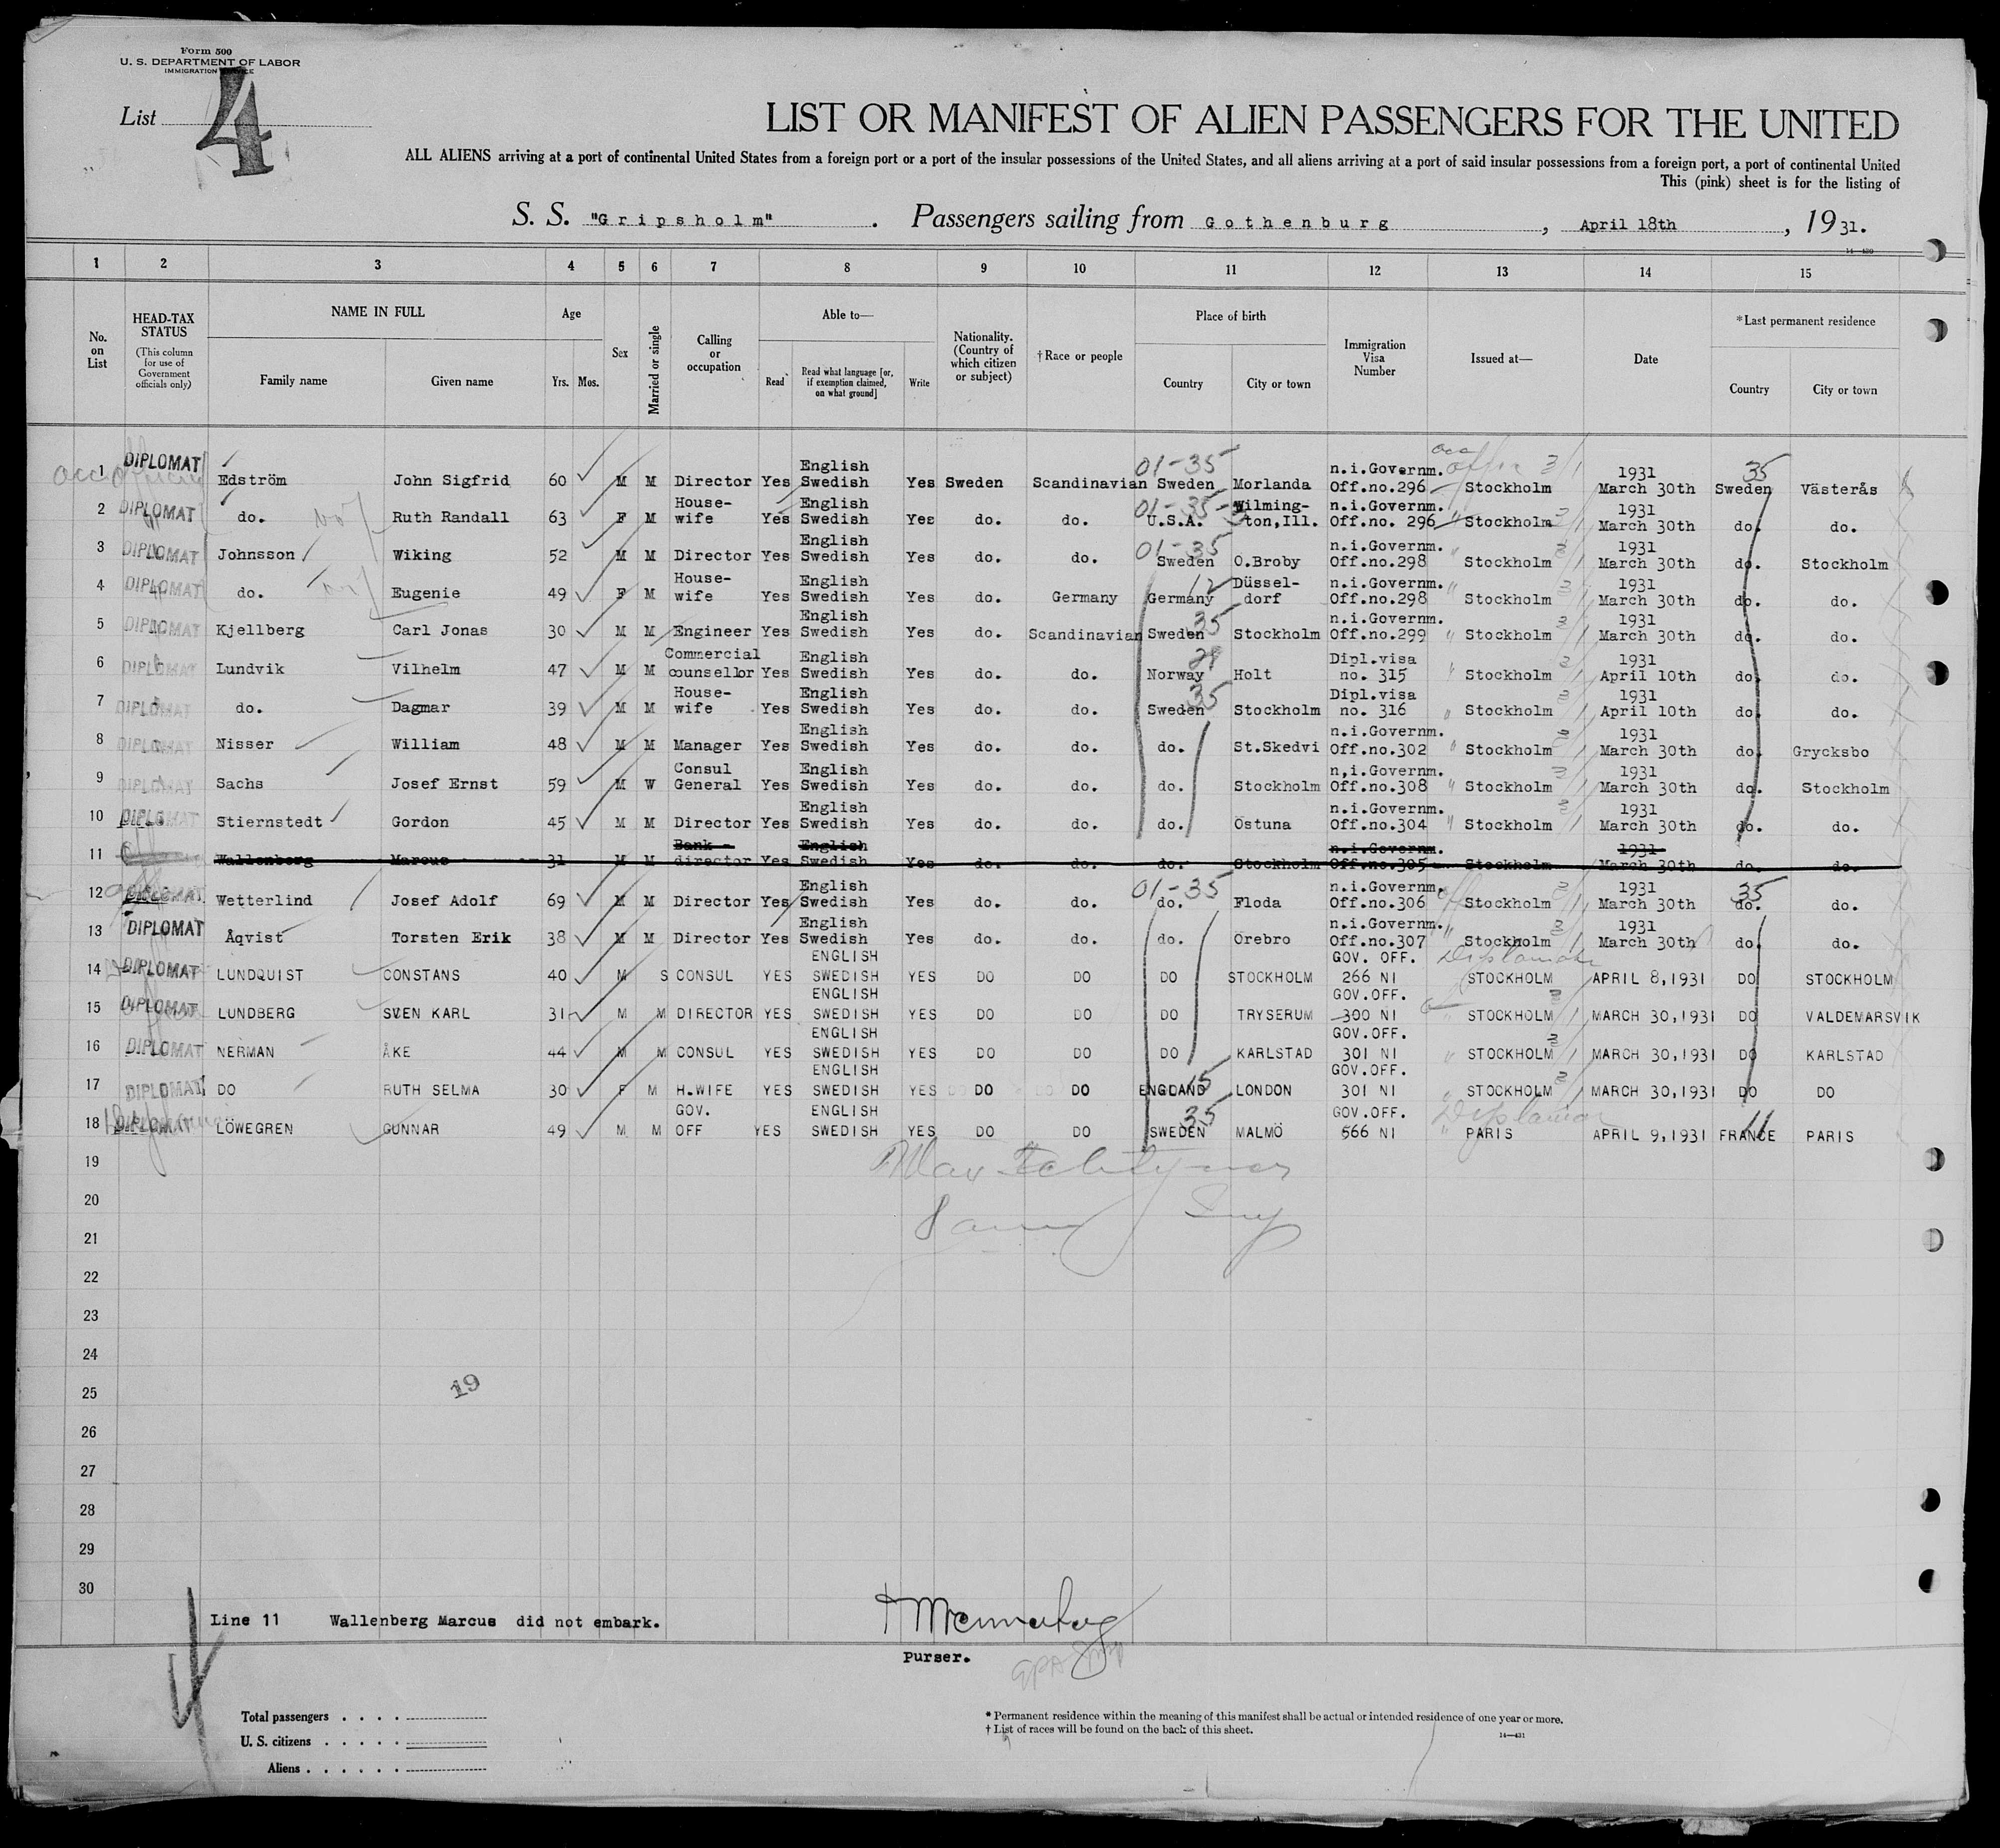 Form 500
U. S. DEPARTMENT OF LABOR
IMMIGRATION SERVICE
List 4
LIST OR MANIFEST OF ALIEN PASSENGERS FOR THE UNITED
ALL ALIENS arriving at a port of continental United States from a foreign port or a port of the insular possessions of the United States, and all aliens arriving at a port of said insular possessions from a foreign port, a port of continental United
This (pink) sheet is for the listing of
S. S. "Gripsholm". Passengers sailing from Gothenburg, April 18th, 1931.
1 2 3 4 5 6 7 8 9 10 11 12 13 14 15
No. on List
HEAD-TAX STATUS (This column for use of Government officials only)
NAME IN FULL Family name Given name
Age Yrs. Mos.
Sex
Married or single
Calling or occupation
Able to— Read Read what language [or, if exemption claimed, on what ground] Write
Nationality. (Country of which citizen or subject)
†Race or people
Place of birth Country City or town
Immigration Visa Number
Issued at—
Date
*Last permanent residence Country City or town
01-35 35
1 DIPLOMAT Edström John Sigfrid 60 M M Director Yes English Swedish Yes Sweden Scandinavian Sweden Morlanda n.i.Governm. Off.no.296 Stockholm 1931 March 30th Sweden Västerås
01-35
2 DIPLOMAT do. Ruth Randall 63 F M House-wife Yes English Swedish Yes do. do. U.S.A. Wilming-ton,Ill. n.i.Governm. Off.no. 296 Stockholm 1931 March 30th do. do.
01-35
3 DIPLOMAT Johnsson Wiking 52 M M Director Yes English Swedish Yes do. do. Sweden O.Broby n.i.Governm. Off.no.298 Stockholm 1931 March 30th do. Stockholm
12
4 DIPLOMAT do. Eugenie 49 F M House-wife Yes English Swedish Yes do. Germany Germany Düssel-dorf n.i.Governm. Off.no.298 Stockholm 1931 March 30th do. do.
35
5 DIPLOMAT Kjellberg Carl Jonas 30 M M Engineer Yes English Swedish Yes do. Scandinavian Sweden Stockholm n.i.Governm. Off.no.299 Stockholm 1931 March 30th do. do.
6 DIPLOMAT Lundvik Vilhelm 47 M M Commercial counsellor Yes English Swedish Yes do. do. Norway Holt Dipl.visa no. 315 Stockholm 1931 April 10th do. do.
35
7 DIPLOMAT do. Dagmar 39 M M House-wife Yes English Swedish Yes do. do. Sweden Stockholm Dipl.visa no. 316 Stockholm 1931 April 10th do. do.
8 DIPLOMAT Nisser William 48 M M Manager Yes English Swedish Yes do. do. do. St.Skedvi n.i.Governm. Off.no.302 Stockholm 1931 March 30th do. Grycksbo
9 DIPLOMAT Sachs Josef Ernst 59 M W Consul General Yes English Swedish Yes do. do. do. Stockholm n,i.Governm. Off.no.308 Stockholm 1931 March 30th do. Stockholm
10 DIPLOMAT Stiernstedt Gordon 45 M M Director Yes English Swedish Yes do. do. do. Östuna n.i.Governm. Off.no.304 Stockholm 1931 March 30th do. do.
11 Wallenberg Marcus 31 M M Bank-director Yes English Swedish Yes do. do. do. Stockholm n.i.Governm. Off.no.305 Stockholm 1931 March 30th do. do.
01-35 35
12 DIPLOMAT Wetterlind Josef Adolf 69 M M Director Yes English Swedish Yes do. do. do. Floda n.i.Governm. Off.no.306 Stockholm 1931 March 30th do. do.
13 DIPLOMAT Åqvist Torsten Erik 38 M M Director Yes English Swedish Yes do. do. do. Örebro n.i.Governm. Off.no.307 Stockholm 1931 March 30th do. do.
14 DIPLOMAT LUNDQUIST CONSTANS 40 M S CONSUL YES ENGLISH SWEDISH YES DO DO DO STOCKHOLM GOV. OFF. 266 NI STOCKHOLM APRIL 8,1931 DO STOCKHOLM
15 DIPLOMAT LUNDBERG SVEN KARL 31 M M DIRECTOR YES ENGLISH SWEDISH YES DO DO DO TRYSERUM GOV.OFF. 300 NI STOCKHOLM MARCH 30,1931 DO VALDEMARSVIK
16 DIPLOMAT NERMAN ÅKE 44 M M CONSUL YES ENGLISH SWEDISH YES DO DO DO KARLSTAD GOV.OFF. 301 NI STOCKHOLM MARCH 30,1931 DO KARLSTAD
15
17 DIPLOMAT DO RUTH SELMA 30 F M H.WIFE YES ENGLISH SWEDISH YES DO DO ENGLAND LONDON GOV.OFF. 301 NI STOCKHOLM MARCH 30,1931 DO DO
35 11
18 DIPLOMAT LÖWEGREN GUNNAR 49 M M GOV. OFF YES ENGLISH SWEDISH YES DO DO SWEDEN MALMÖ GOV.OFF. 566 NI PARIS APRIL 9,1931 FRANCE PARIS
19
20
21
22
23
24
25 19
26
27
28
29
30
Line 11 Wallenberg Marcus did not embark.
Purser.
Total passengers
U. S. citizens
Aliens
* Permanent residence within the meaning of this manifest shall be actual or intended residence of one year or more.
† List of races will be found on the back of this sheet.
14—431